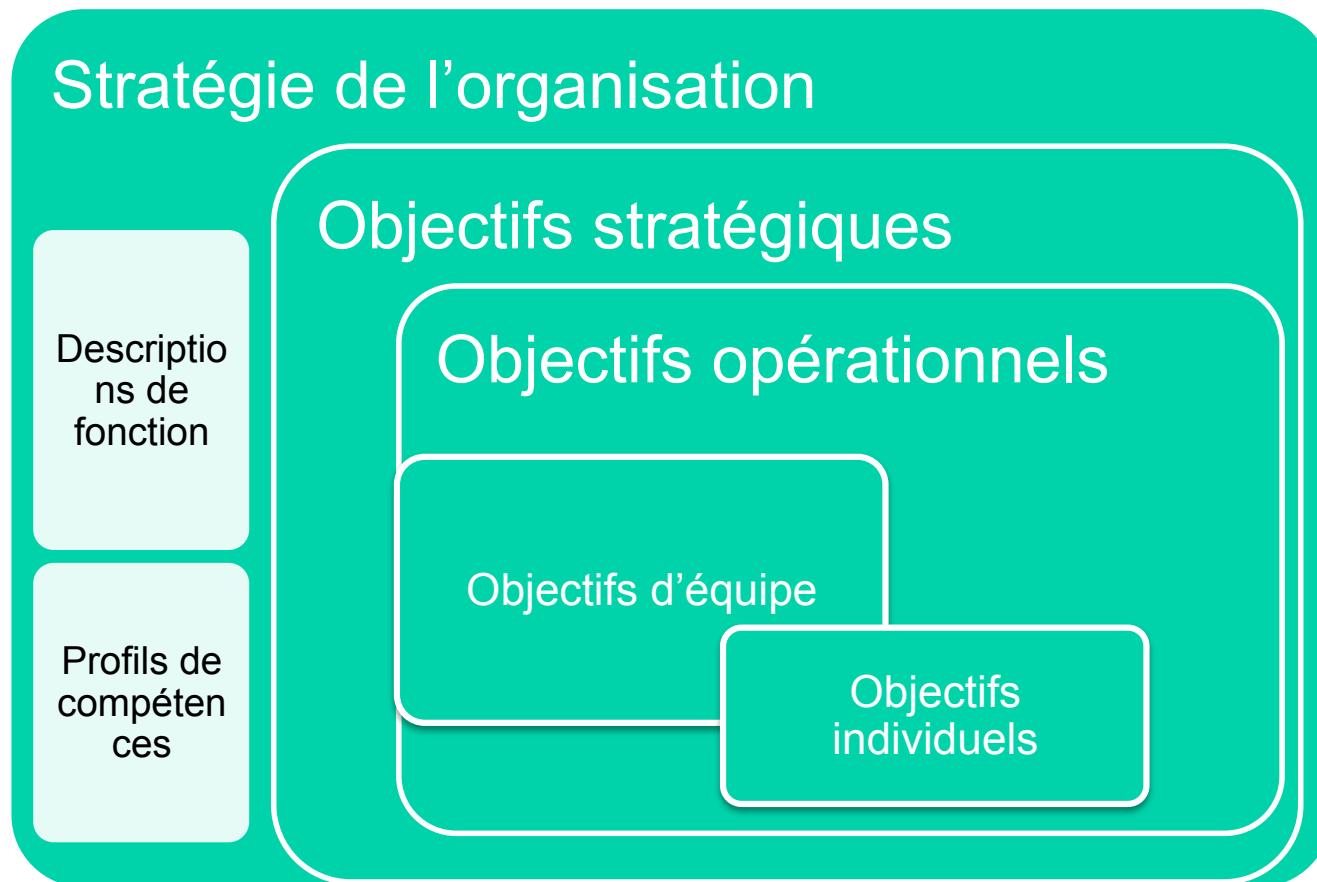 Stratégie de l’organisation
Objectifs stratégiques
Descriptio
ns de
fonction
Objectifs opérationnels
Objectifs d’équipe
Profils de
compéten
ces
Objectifs
individuels